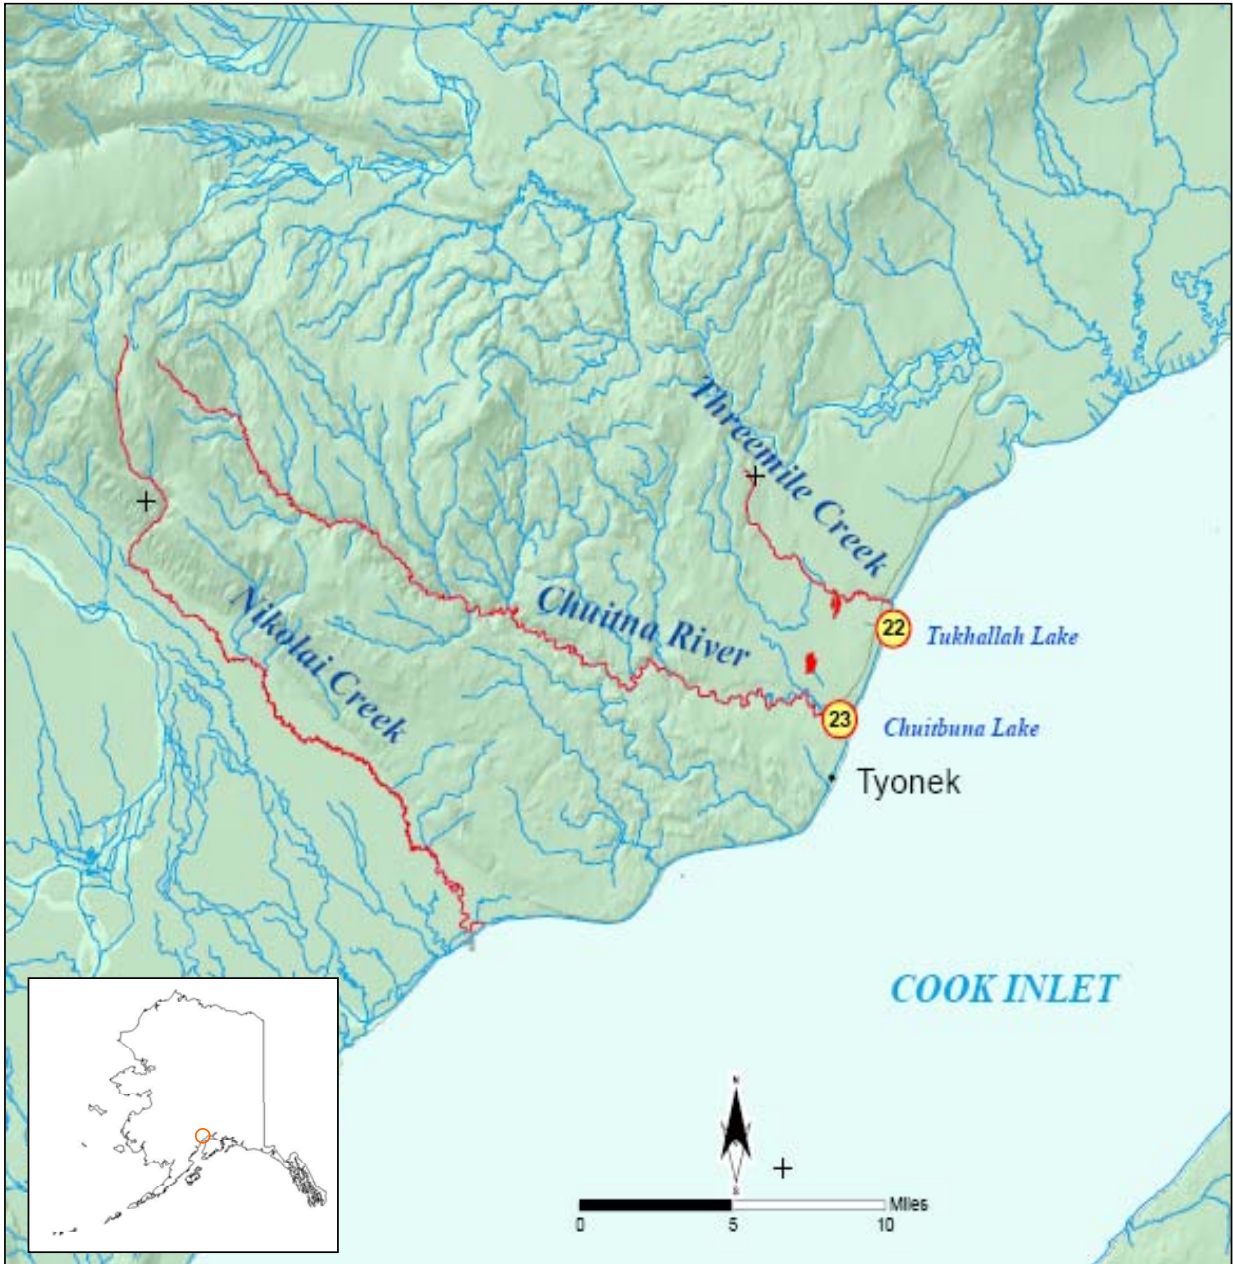 Threemile Creek
Nikolai Creek
Chuitna River
22
Tukhallah Lake
23
Chuitbuna Lake
Tyonek
COOK INLET
N
S
Miles
0 5 10